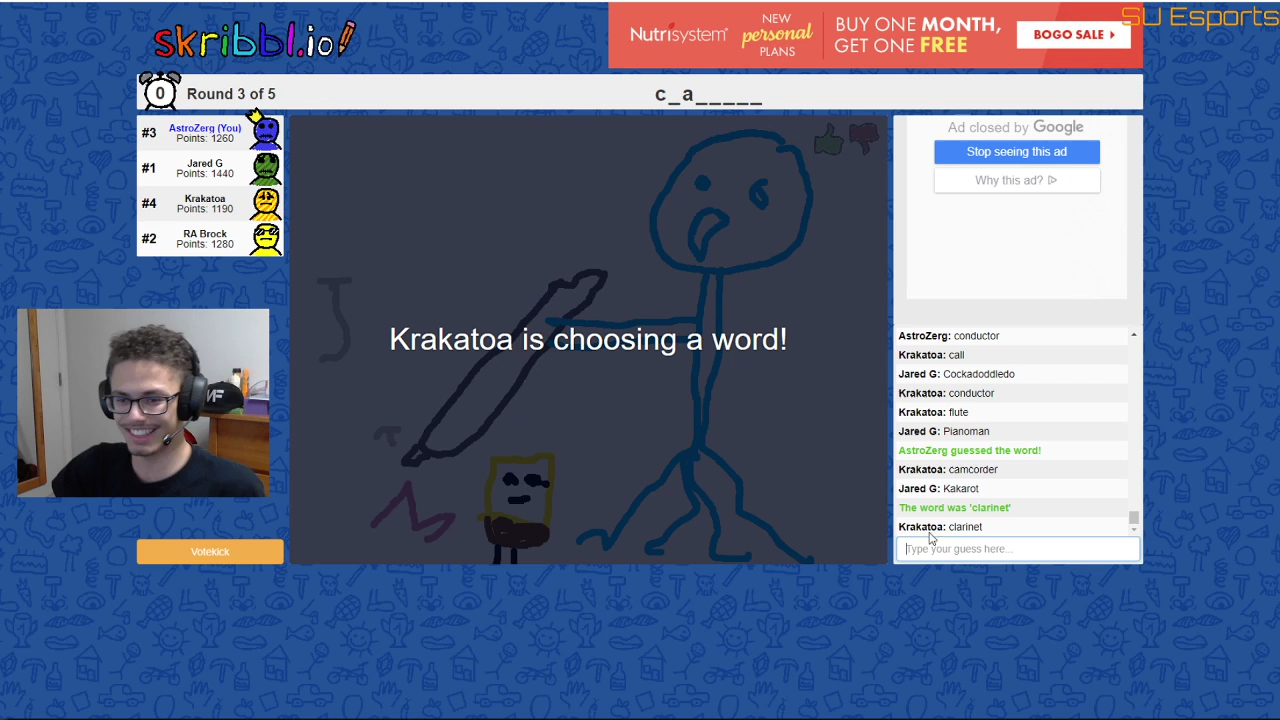 SU Esports
skribbl.io
Nutrisystem®
NEW
personal
PLANS
BUY ONE MONTH,
GET ONE FREE
BOGO SALE
0
Round 3 of 5
c_a_____
#3
AstroZerg (You)
Points: 1260
#1
Jared G
Points: 1440
#4
Krakatoa
Points: 1190
#2
RA Brock
Points: 1280
Krakatoa is choosing a word!
J
NF
Votekick
Ad closed by Google
Stop seeing this ad
Why this ad?
AstroZerg: conductor
Krakatoa: call
Jared G: Cockadoddledo
Krakatoa: conductor
Krakatoa: flute
Jared G: Pianoman
AstroZerg guessed the word!
Krakatoa: camcorder
Jared G: Kakarot
The word was 'clarinet'
Krakatoa: clarinet
Type your guess here...